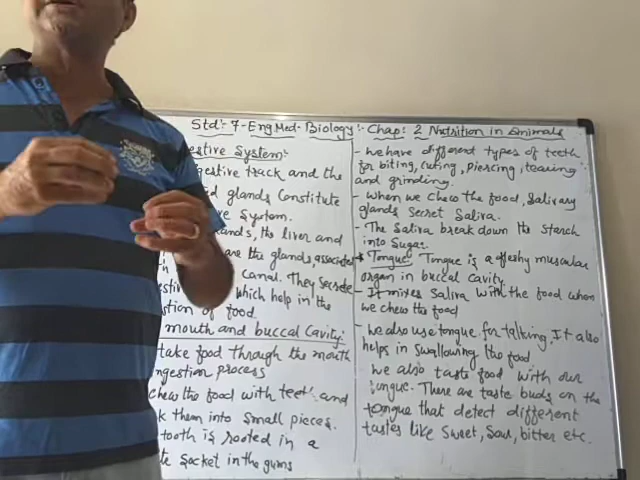 Std:- 7-Eng Med- Biology:- Chap: 2 Nutrition in Animals
estive System:-
gestive track and the
d glands Constitute
ve System.
lands, the liver and
are the glands, associated
Canal. They Secrete
which help in the
stion of food.
mouth and buccal Cavity:-
take food through the mouth
ngestion process
chew the food with teeth and
k them into Small pieces.
tooth is rooted in a
te Socket in the gums
- we have different types of teeth
for biting, cuting, Piercing, tearing
and grinding.
- When we chew the food, Salivary
glands Secret Saliva.
- The Saliva break down the Starch
into Sugar.
Tongue: Tongue is a fleshy muscular
organ in buccal cavity.
- It mixes Saliva with the food when
we chew the food
- we also use tongue for talking. It also
helps in swallowing the food
we also taste food with our
tongue. There are taste buds on the
tongue that detect different
tastes like Sweet, Sour, bitter etc.